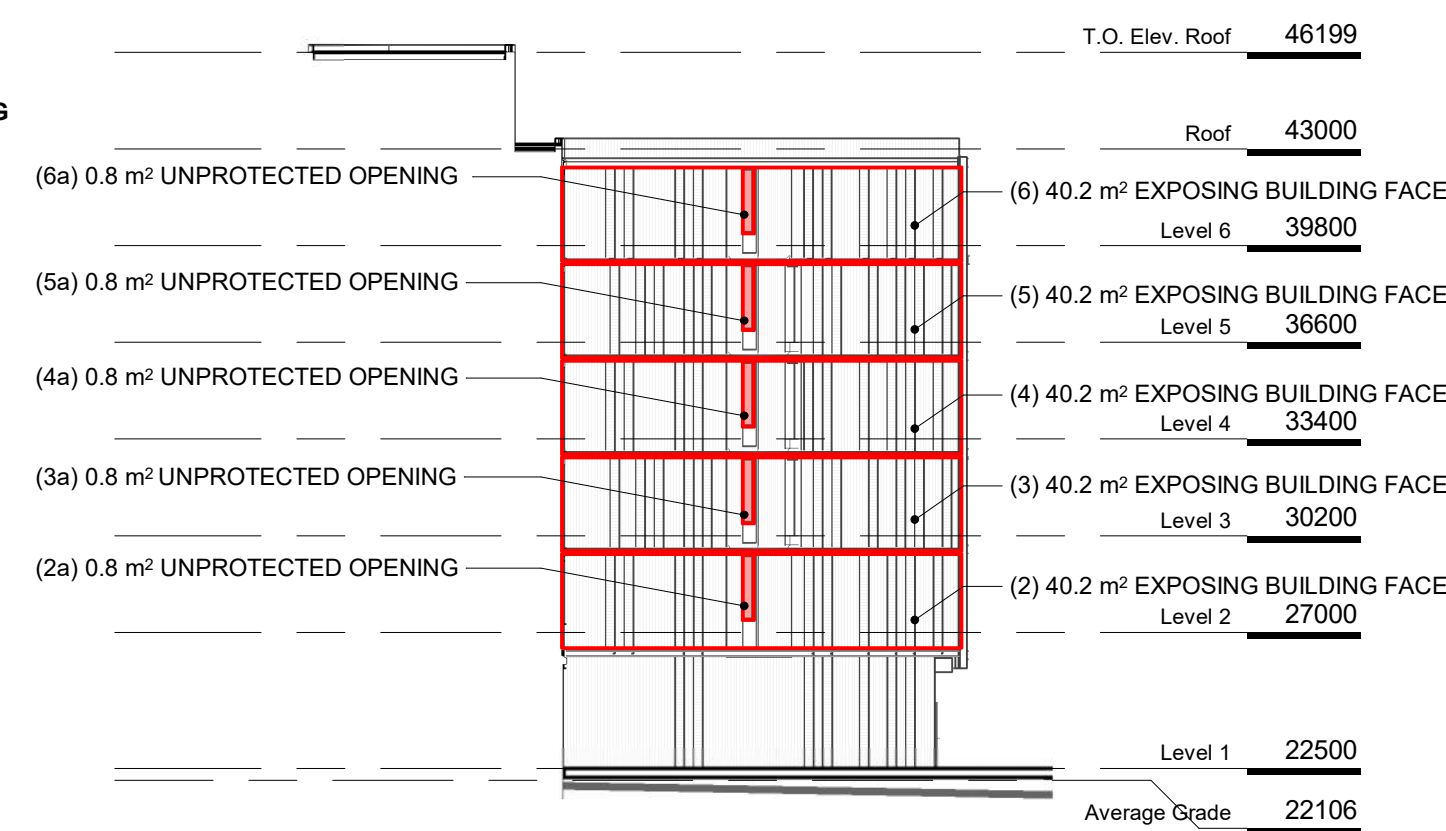 T.O. Elev. Roof 46199
G
Roof 43000
(6a) 0.8 m² UNPROTECTED OPENING
(6) 40.2 m² EXPOSING BUILDING FACE
Level 6 39800
(5a) 0.8 m² UNPROTECTED OPENING
(5) 40.2 m² EXPOSING BUILDING FACE
Level 5 36600
(4a) 0.8 m² UNPROTECTED OPENING
(4) 40.2 m² EXPOSING BUILDING FACE
Level 4 33400
(3a) 0.8 m² UNPROTECTED OPENING
(3) 40.2 m² EXPOSING BUILDING FACE
Level 3 30200
(2a) 0.8 m² UNPROTECTED OPENING
(2) 40.2 m² EXPOSING BUILDING FACE
Level 2 27000
Level 1 22500
Average Grade 22106